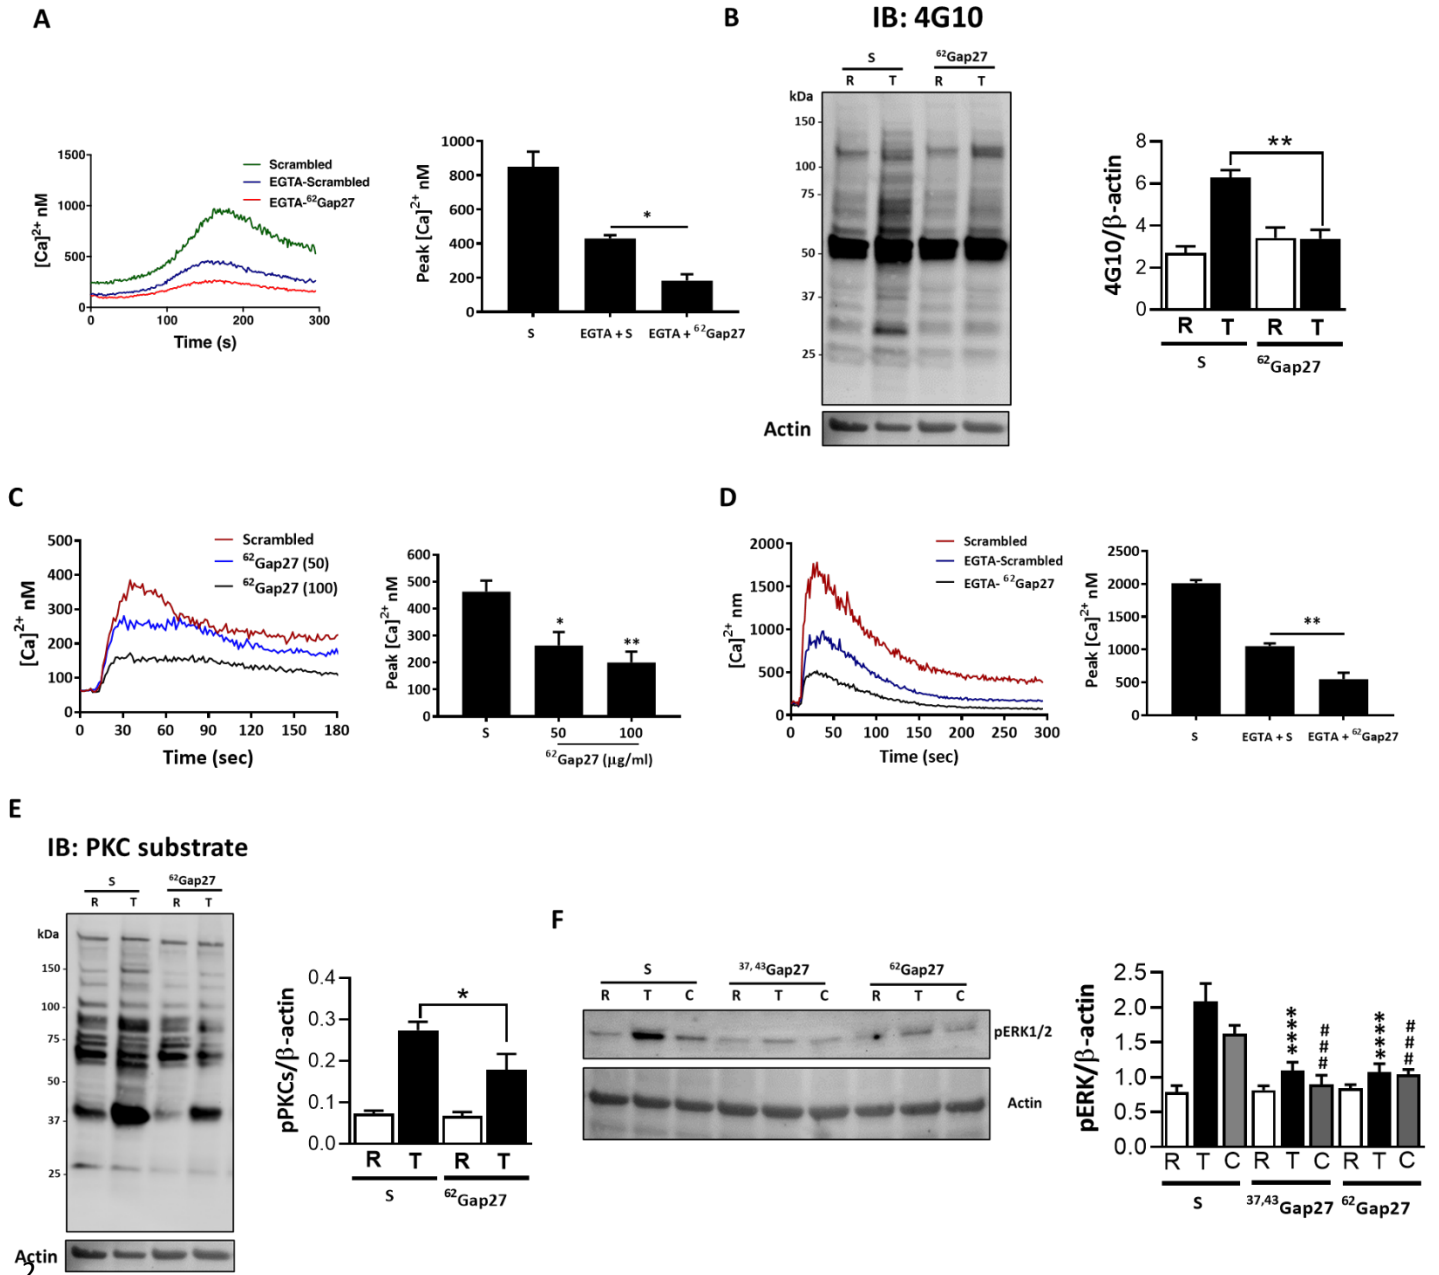 A
1500
1000
500
0
[Ca]²⁺ nM
0 100 200 300
Time (s)
Scrambled
EGTA-Scrambled
EGTA-⁶²Gap27
1000
800
600
400
200
0
Peak [Ca]²⁺ nM
*
S EGTA + S EGTA + ⁶²Gap27
B
IB: 4G10
S ⁶²Gap27
R T R T
kDa
150
100
75
50
37
25
Actin
8
6
4
2
0
4G10/β-actin
**
R T R T
S ⁶²Gap27
C
500
400
300
200
100
0
[Ca]²⁺ nM
0 30 60 90 120 150 180
Time (sec)
Scrambled
⁶²Gap27 (50)
⁶²Gap27 (100)
600
500
400
300
200
100
0
Peak [Ca]²⁺ nM
* **
S 50 100
⁶²Gap27 (μg/ml)
D
2000
1500
1000
500
0
[Ca]²⁺ nm
0 50 100 150 200 250 300
Time (sec)
Scrambled
EGTA-Scrambled
EGTA- ⁶²Gap27
2500
2000
1500
1000
500
0
Peak [Ca]²⁺ nM
**
S EGTA + S EGTA + ⁶²Gap27
E
IB: PKC substrate
S ⁶²Gap27
R T R T
kDa
150
100
75
50
37
25
Actin
2
0.4
0.3
0.2
0.1
0.0
pPKCs/β-actin
*
R T R T
S ⁶²Gap27
F
S ³⁷,⁴³Gap27 ⁶²Gap27
R T C R T C R T C
pERK1/2
Actin
2.5
2.0
1.5
1.0
0.5
0.0
pERK/β-actin
**** ### **** ###
R T C R T C R T C
S ³⁷,⁴³Gap27 ⁶²Gap27